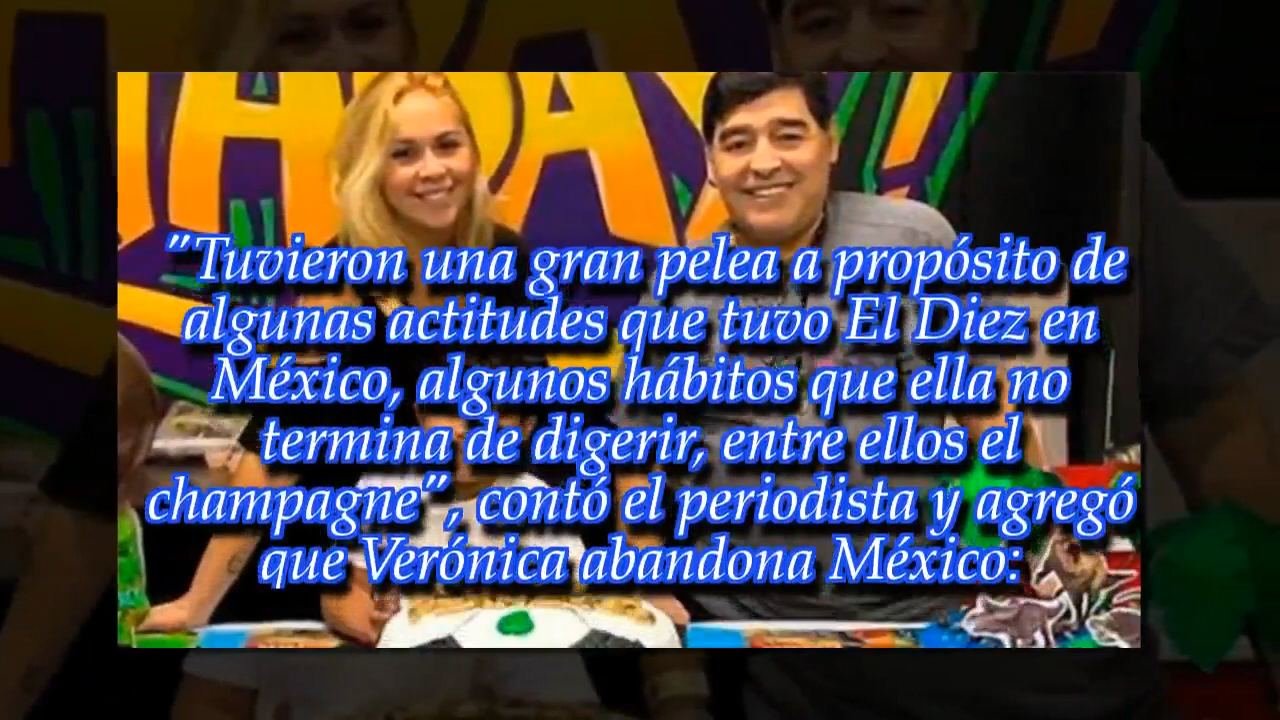 HDAY!!
"Tuvieron una gran pelea a propósito de
algunas actitudes que tuvo El Diez en
México, algunos hábitos que ella no
termina de digerir, entre ellos el
champagne", contó el periodista y agregó
que Verónica abandona México: